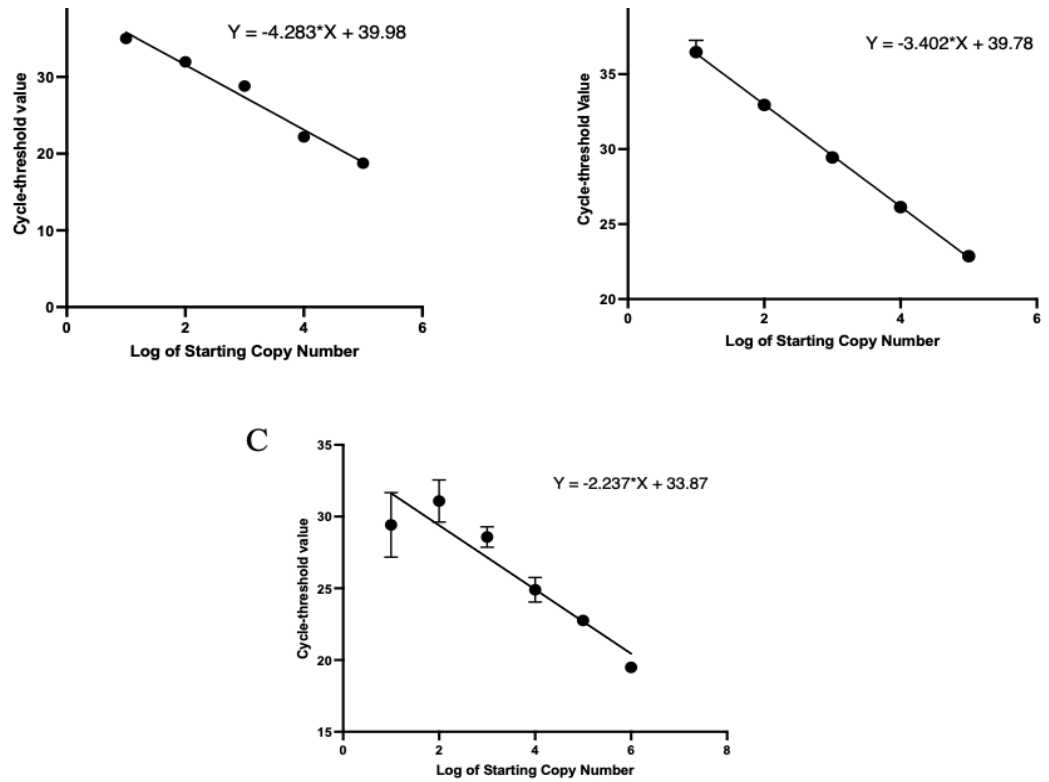 Y = -4.283*X + 39.98
Cycle-threshold value
30
20
10
0
0 2 4 6
Log of Starting Copy Number
Y = -3.402*X + 39.78
Cycle-threshold Value
35
30
25
20
0 2 4 6
Log of Starting Copy Number
C
Y = -2.237*X + 33.87
Cycle-threshold value
35
30
25
20
15
0 2 4 6 8
Log of Starting Copy Number